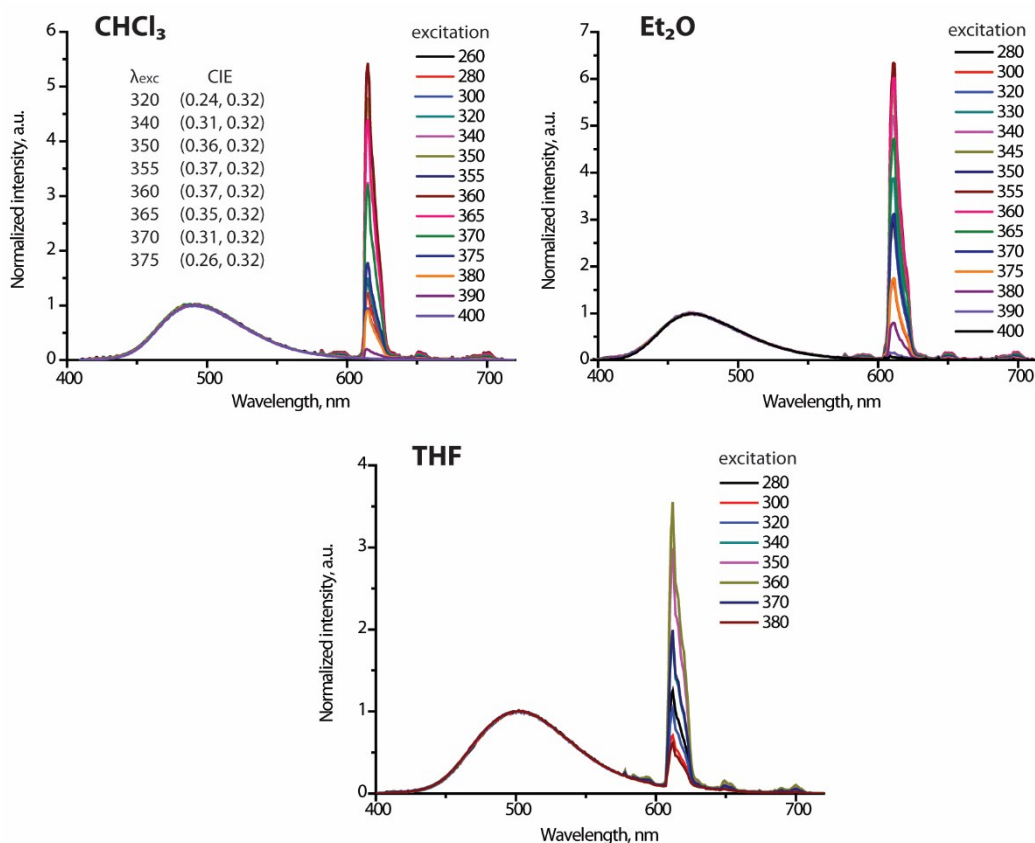 CHCl₃
λexc CIE
320 (0.24, 0.32)
340 (0.31, 0.32)
350 (0.36, 0.32)
355 (0.37, 0.32)
360 (0.37, 0.32)
365 (0.35, 0.32)
370 (0.31, 0.32)
375 (0.26, 0.32)
excitation
260
280
300
320
340
350
355
360
365
370
375
380
390
400
Normalized intensity, a.u.
6
5
4
3
2
1
0
400 500 600 700
Wavelength, nm
Et₂O
excitation
280
300
320
330
340
345
350
355
360
365
370
375
380
390
400
Normalized intensity, a.u.
7
6
5
4
3
2
1
0
400 500 600 700
Wavelength, nm
THF
excitation
280
300
320
340
350
360
370
380
Normalized intensity, a.u.
4
3
2
1
0
400 500 600 700
Wavelength, nm